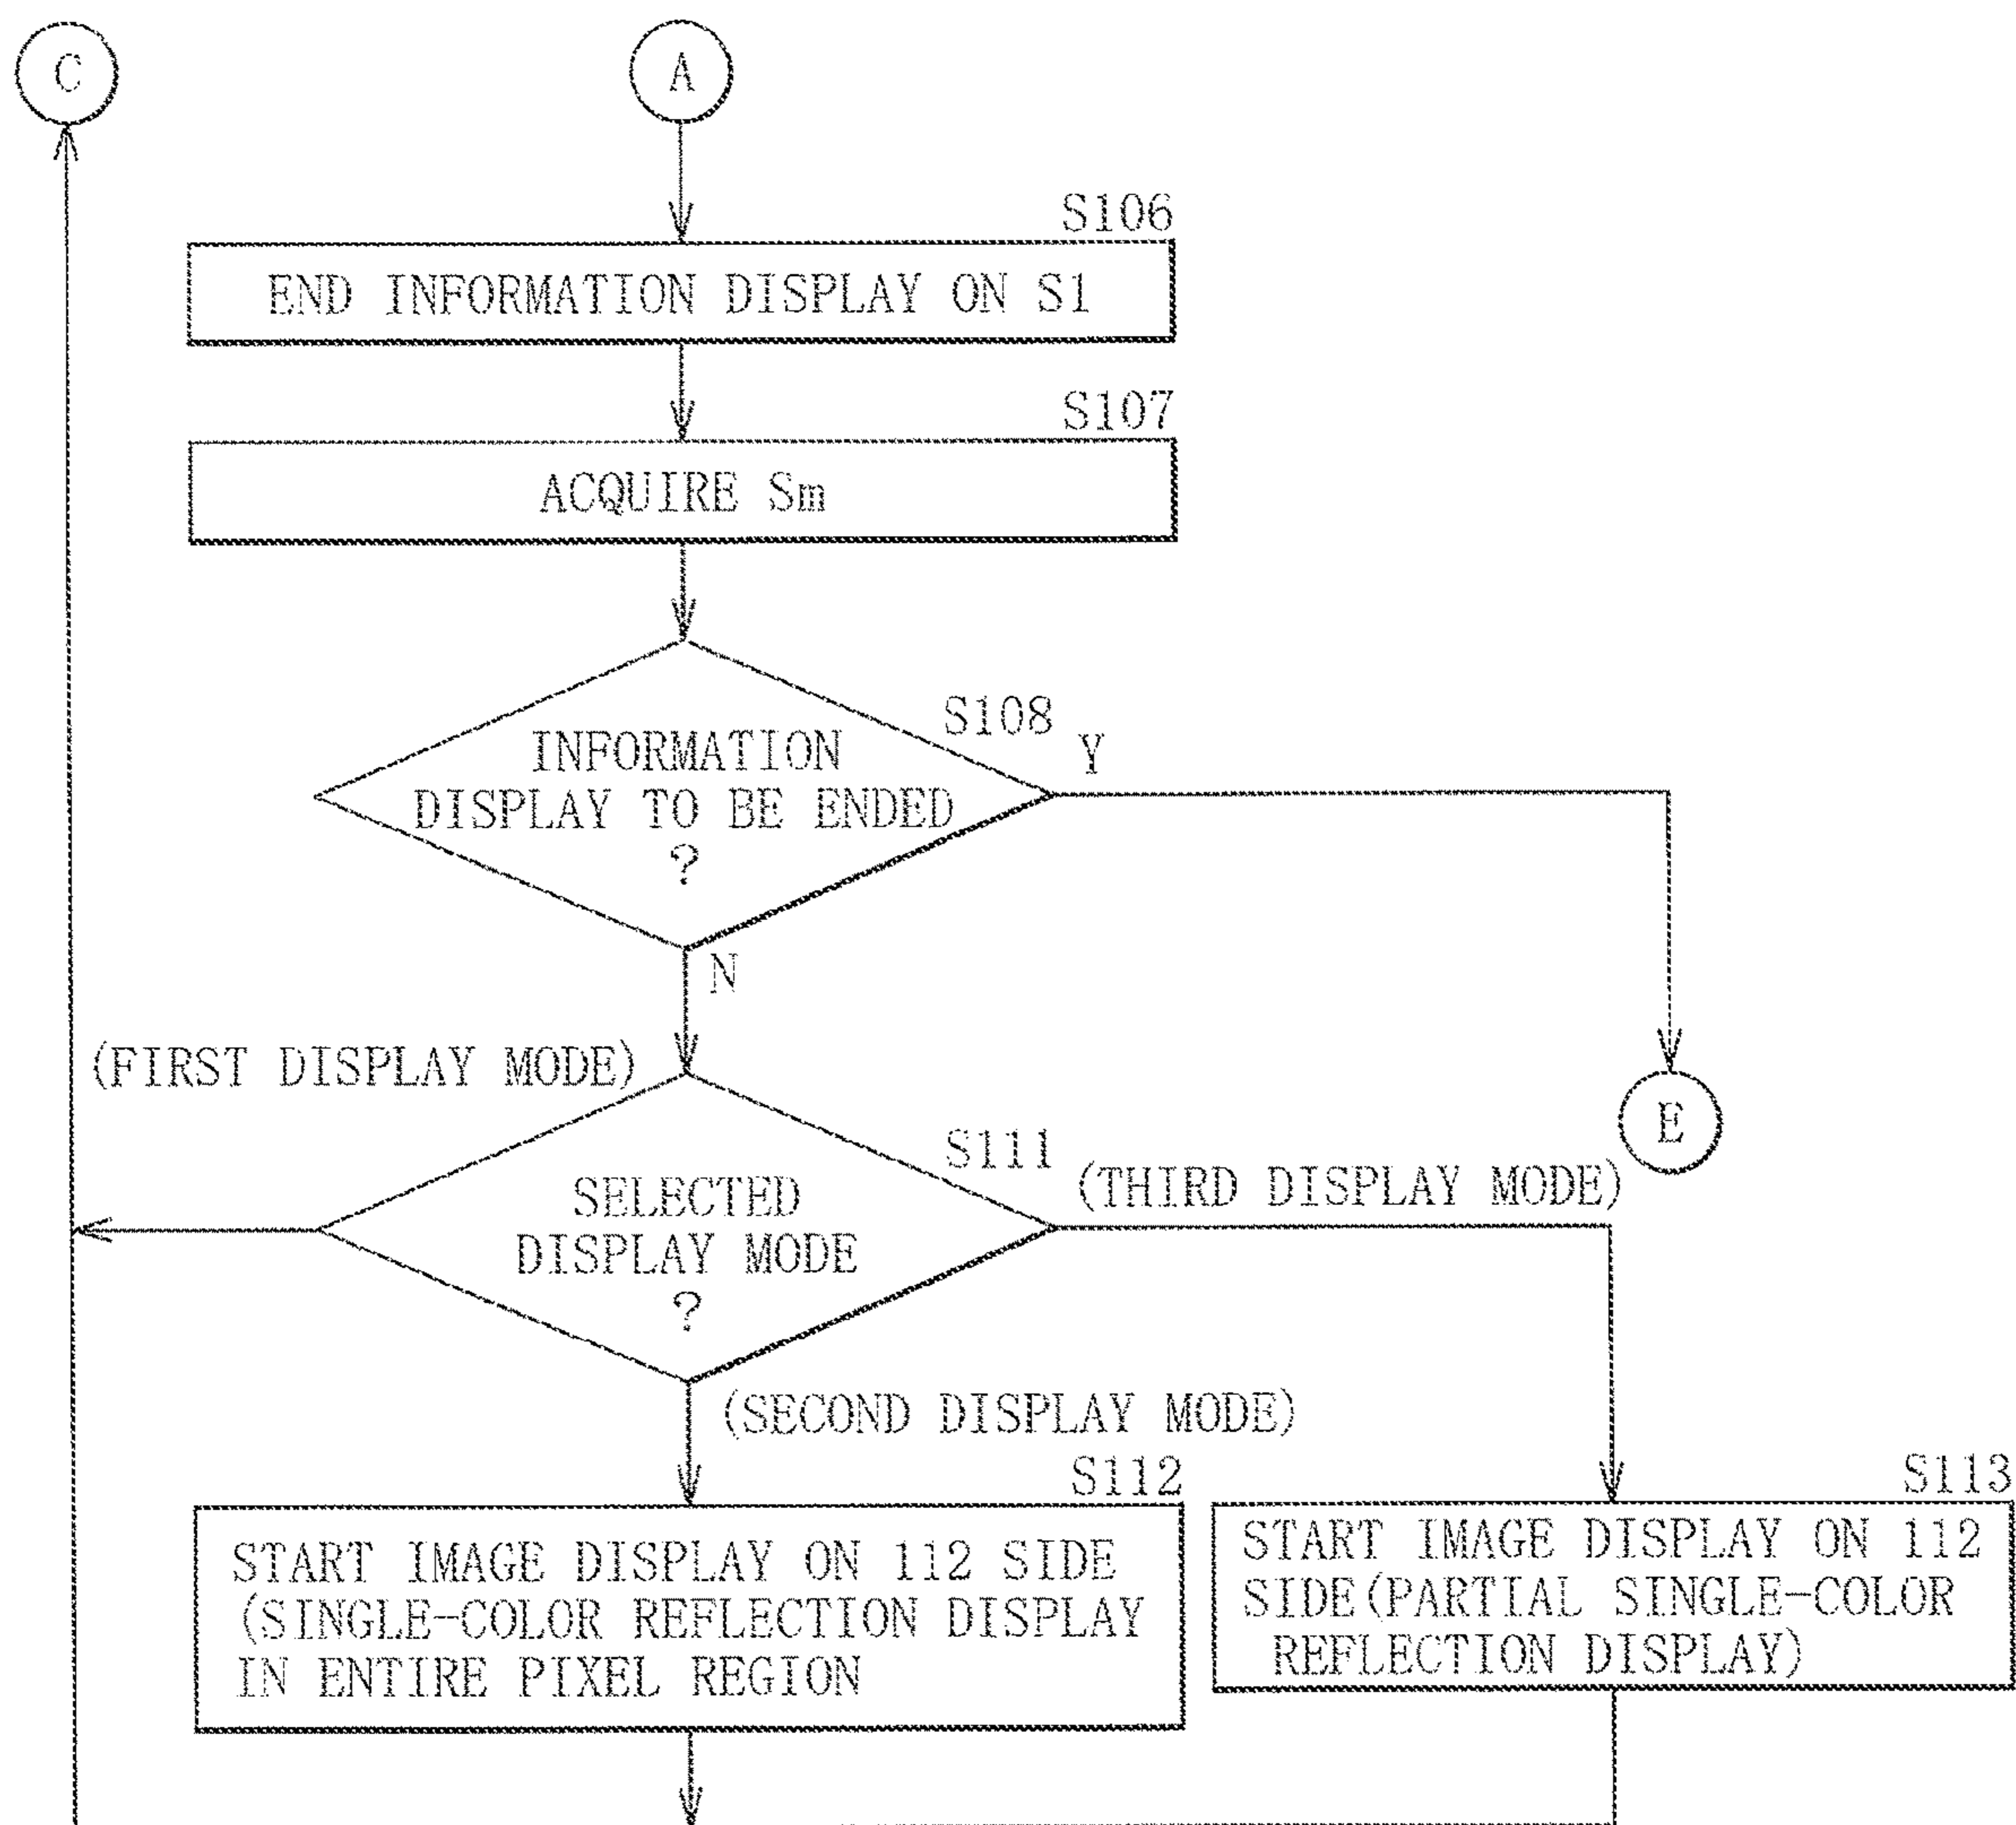 C
A
S106
END INFORMATION DISPLAY ON S1
S107
ACQUIRE Sm
S108
INFORMATION
DISPLAY TO BE ENDED
?
Y
N
(FIRST DISPLAY MODE)
E
S111
SELECTED
DISPLAY MODE
?
(THIRD DISPLAY MODE)
(SECOND DISPLAY MODE)
S112
START IMAGE DISPLAY ON 112 SIDE
(SINGLE-COLOR REFLECTION DISPLAY
IN ENTIRE PIXEL REGION
S113
START IMAGE DISPLAY ON 112
SIDE(PARTIAL SINGLE-COLOR
REFLECTION DISPLAY)